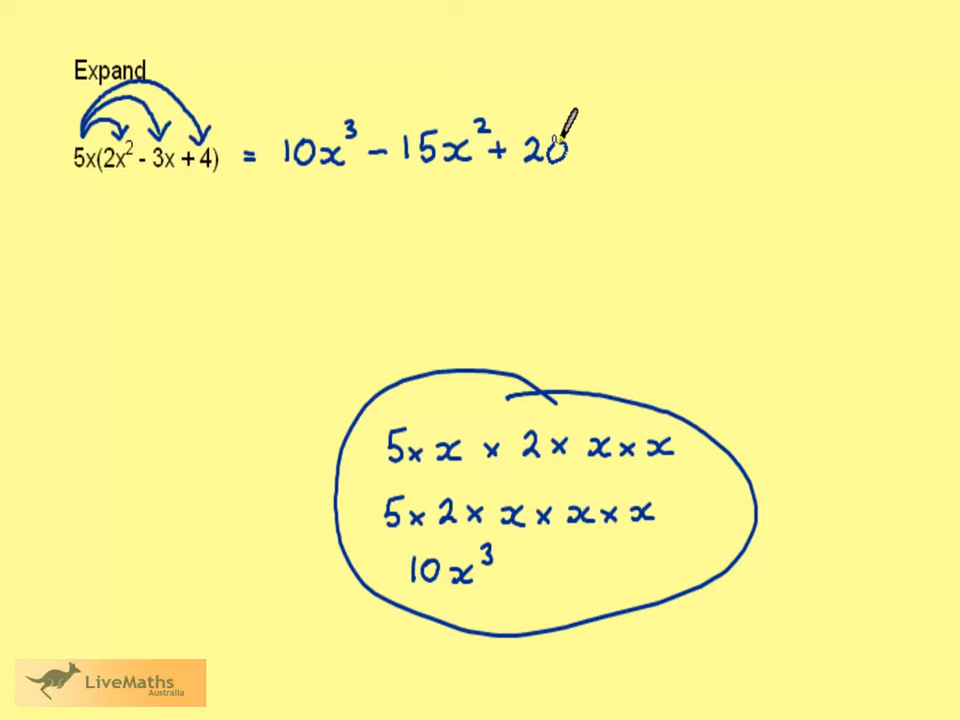 Expand
5x(2x² - 3x + 4) = 10x³ - 15x² + 20
5 × x × 2 × x × x
5 × 2 × x × x × x
10x³
LiveMaths
Australia